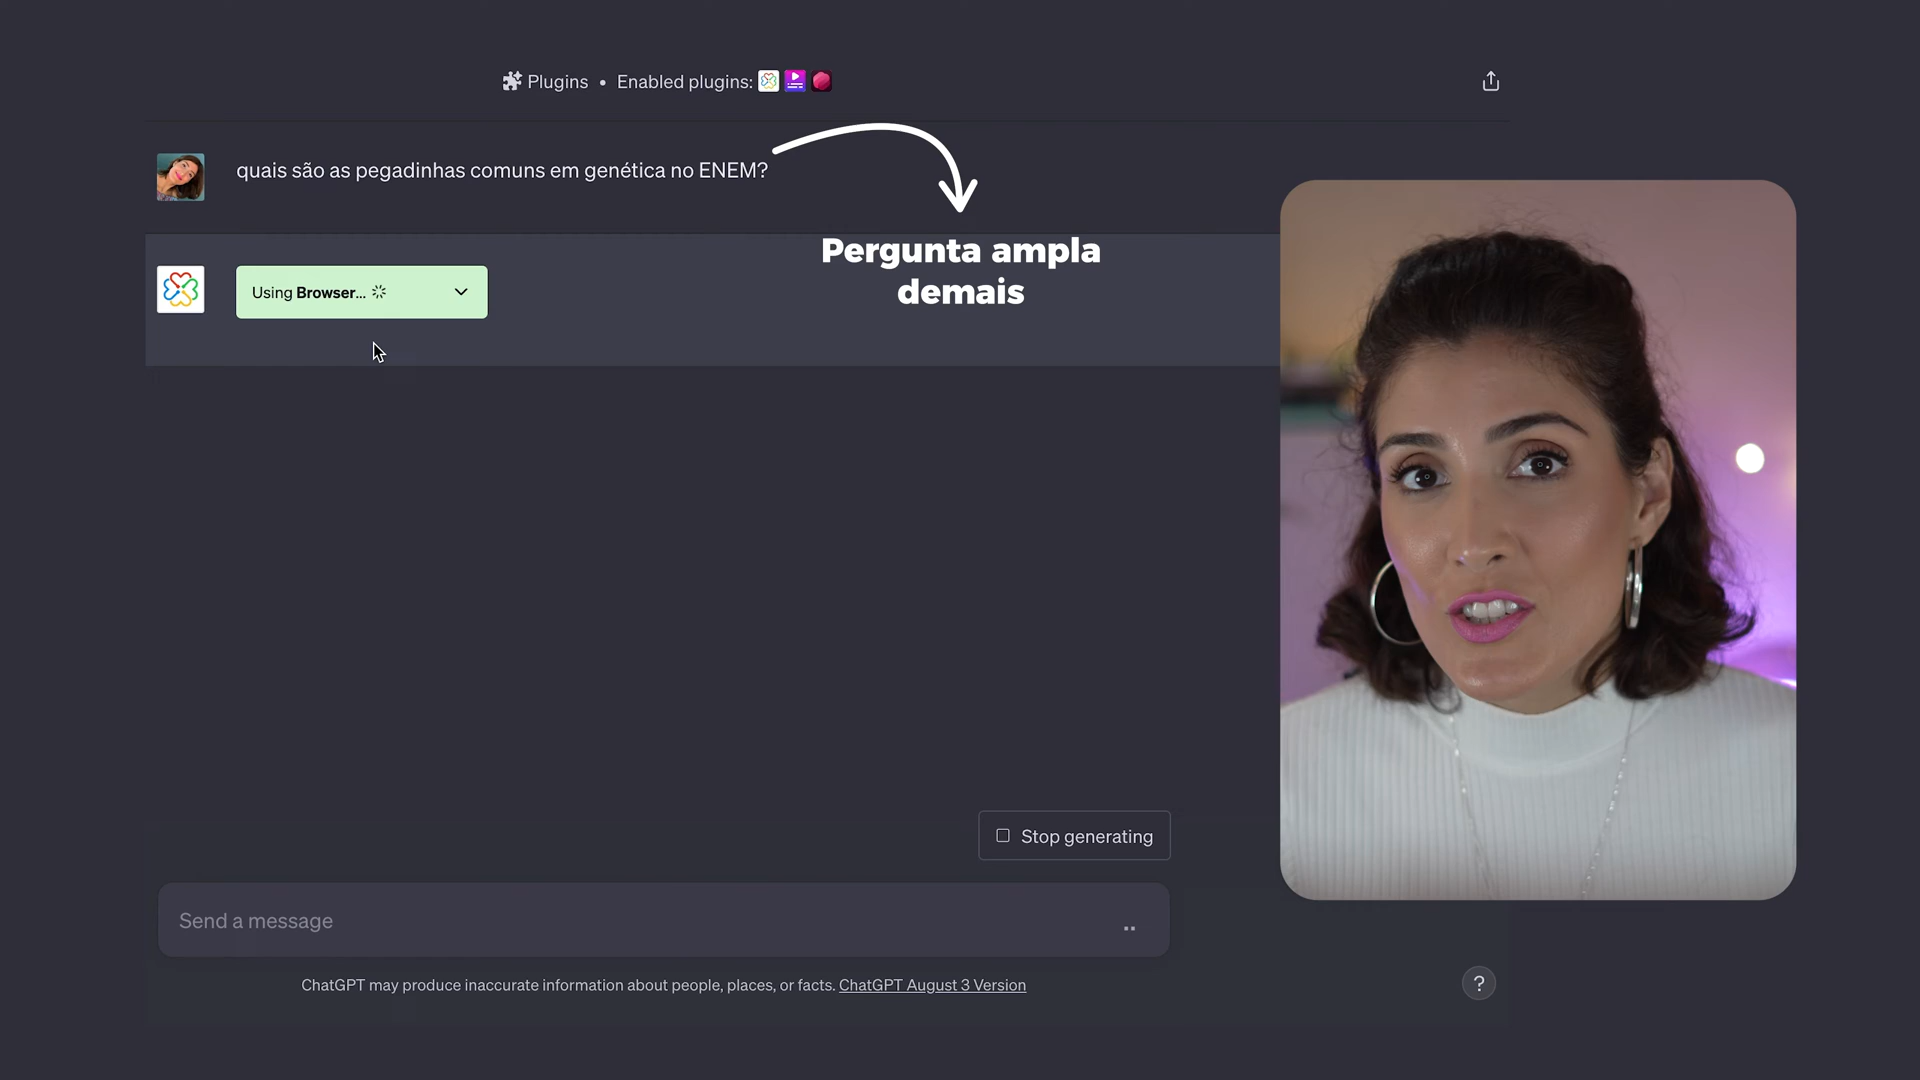 Plugins • Enabled plugins:
quais são as pegadinhas comuns em genética no ENEM?
Pergunta ampla
demais
Using Browser...
Stop generating
Send a message
ChatGPT may produce inaccurate information about people, places, or facts. ChatGPT August 3 Version
?